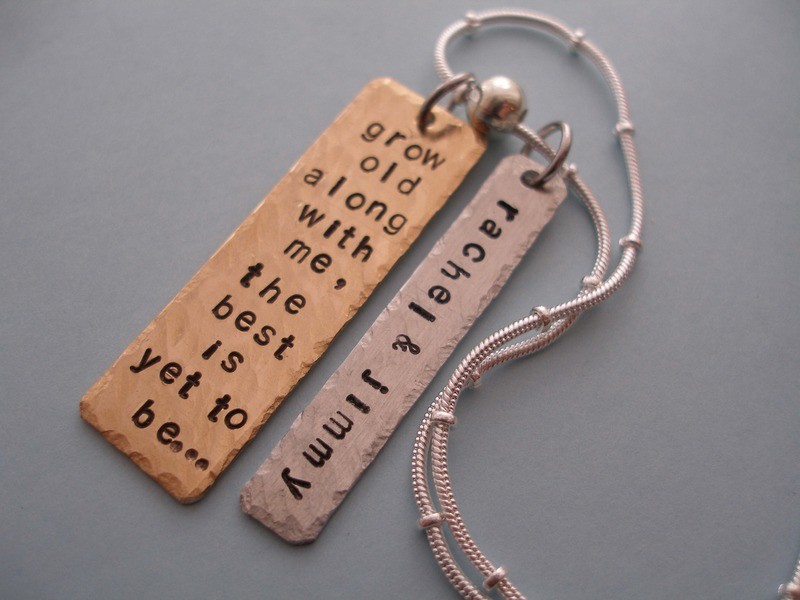 grow
old
along
with
me,
the
best
is
yet to
be...
rachel & jimmy